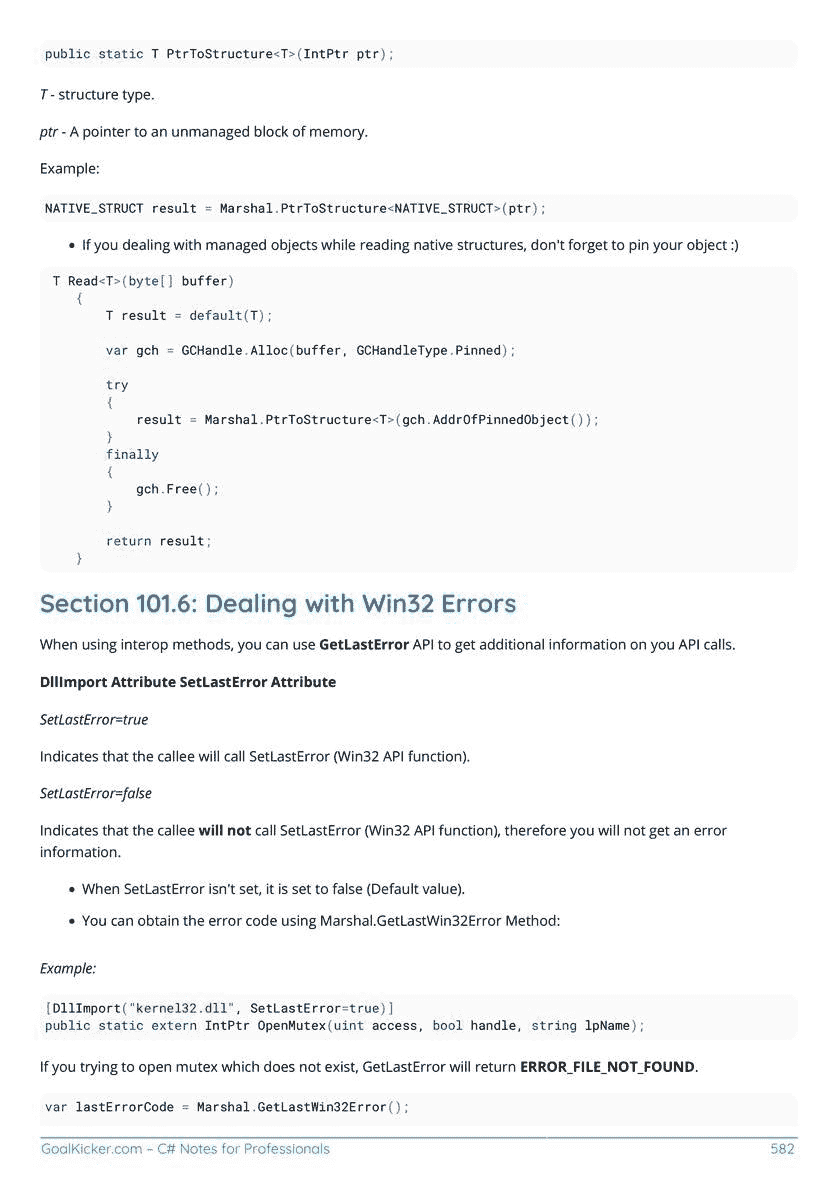 public static T PtrToStructure<T>(IntPtr ptr);
T - structure type.
ptr - A pointer to an unmanaged block of memory.
Example:
NATIVE_STRUCT result = Marshal.PtrToStructure<NATIVE_STRUCT>(ptr);
• If you dealing with managed objects while reading native structures, don't forget to pin your object :)
T Read<T>(byte[] buffer)
{
T result = default(T);
var gch = GCHandle.Alloc(buffer, GCHandleType.Pinned);
try
{
result = Marshal.PtrToStructure<T>(gch.AddrOfPinnedObject());
}
finally
{
gch.Free();
}
return result;
}
Section 101.6: Dealing with Win32 Errors
When using interop methods, you can use GetLastError API to get additional information on you API calls.
DllImport Attribute SetLastError Attribute
SetLastError=true
Indicates that the callee will call SetLastError (Win32 API function).
SetLastError=false
Indicates that the callee will not call SetLastError (Win32 API function), therefore you will not get an error
information.
• When SetLastError isn't set, it is set to false (Default value).
• You can obtain the error code using Marshal.GetLastWin32Error Method:
Example:
[DllImport("kernel32.dll", SetLastError=true)]
public static extern IntPtr OpenMutex(uint access, bool handle, string lpName);
If you trying to open mutex which does not exist, GetLastError will return ERROR_FILE_NOT_FOUND.
var lastErrorCode = Marshal.GetLastWin32Error();
GoalKicker.com – C# Notes for Professionals 582